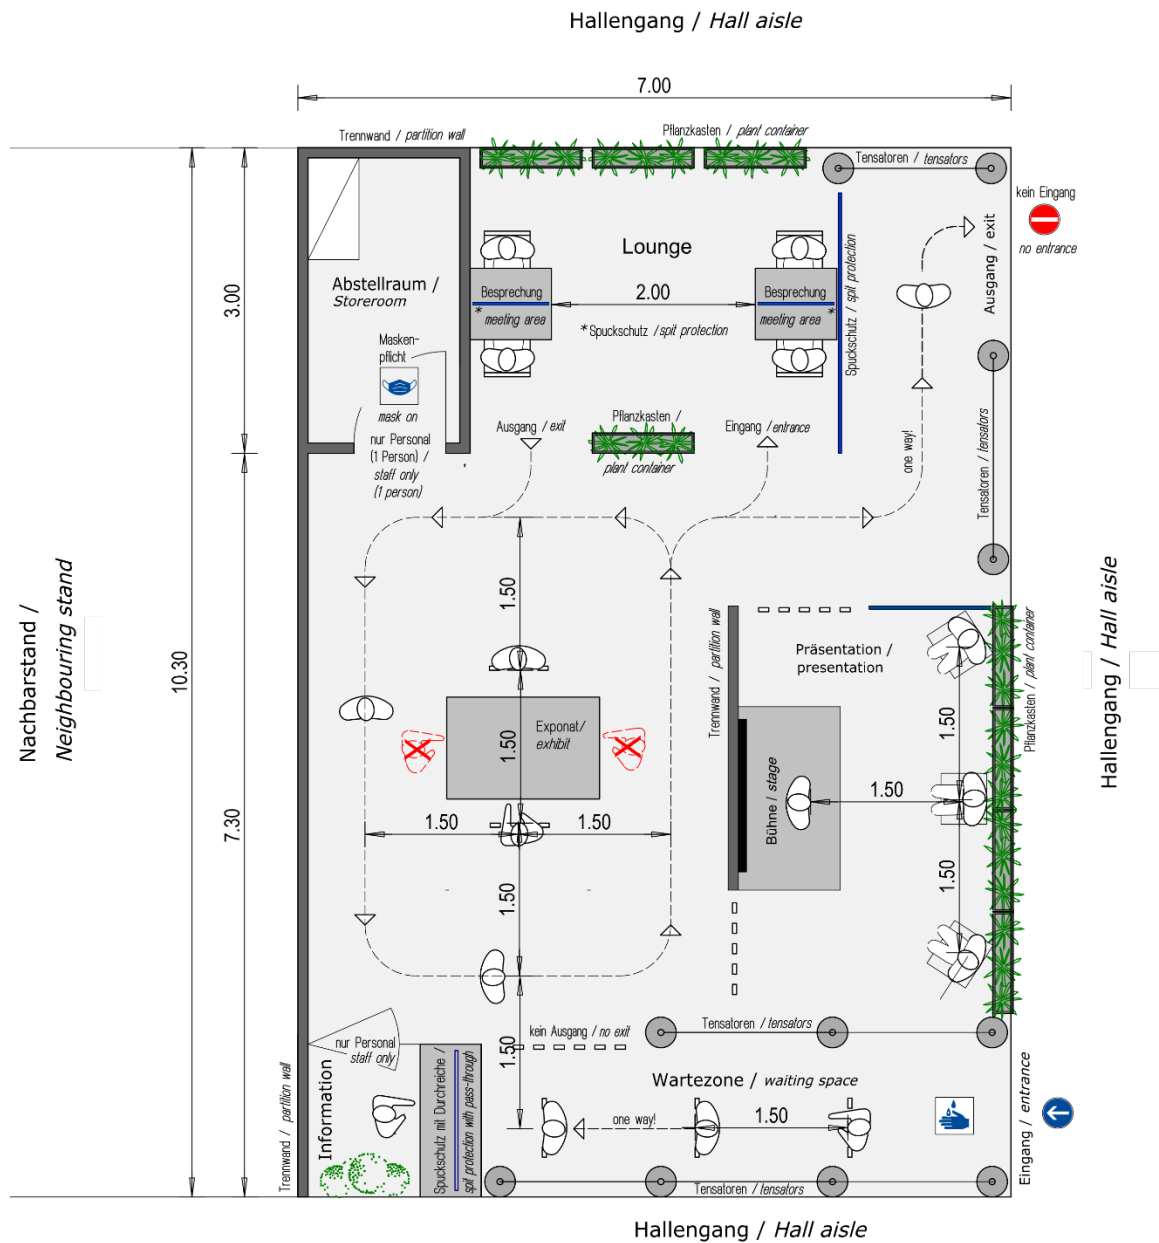 Hallengang / Hall aisle
7.00
Trennwand / partition wall
Pflanzkasten / plant container
Tensatoren / tensators
kein Eingang
no entrance
Ausgang / exit
Lounge
Abstellraum /
Storeroom
3.00
Besprechung
* meeting area
2.00
* Spuckschutz / spit protection
Besprechung
meeting area *
Spuckschutz / spit protection
Masken-
pflicht
mask on
nur Personal
(1 Person) /
staff only
(1 person)
Ausgang / exit
Pflanzkasten /
plant container
Eingang / entrance
one way!
Tensatoren / tensators
Nachbarstand /
Neighbouring stand
10.30
7.30
1.50
1.50
Exponat/
exhibit
1.50
1.50
1.50
1.50
Trennwand / partition wall
Präsentation /
presentation
Bühne / stage
1.50
1.50
1.50
Pflanzkasten / plant container
Hallengang / Hall aisle
kein Ausgang / no exit
Tensatoren / tensators
nur Personal
staff only
Information
Trennwand / partition wall
Spuckschutz mit Durchreiche /
spit protection with pass-through
Wartezone / waiting space
one way!
1.50
Eingang / entrance
Tensatoren / tensators
Hallengang / Hall aisle